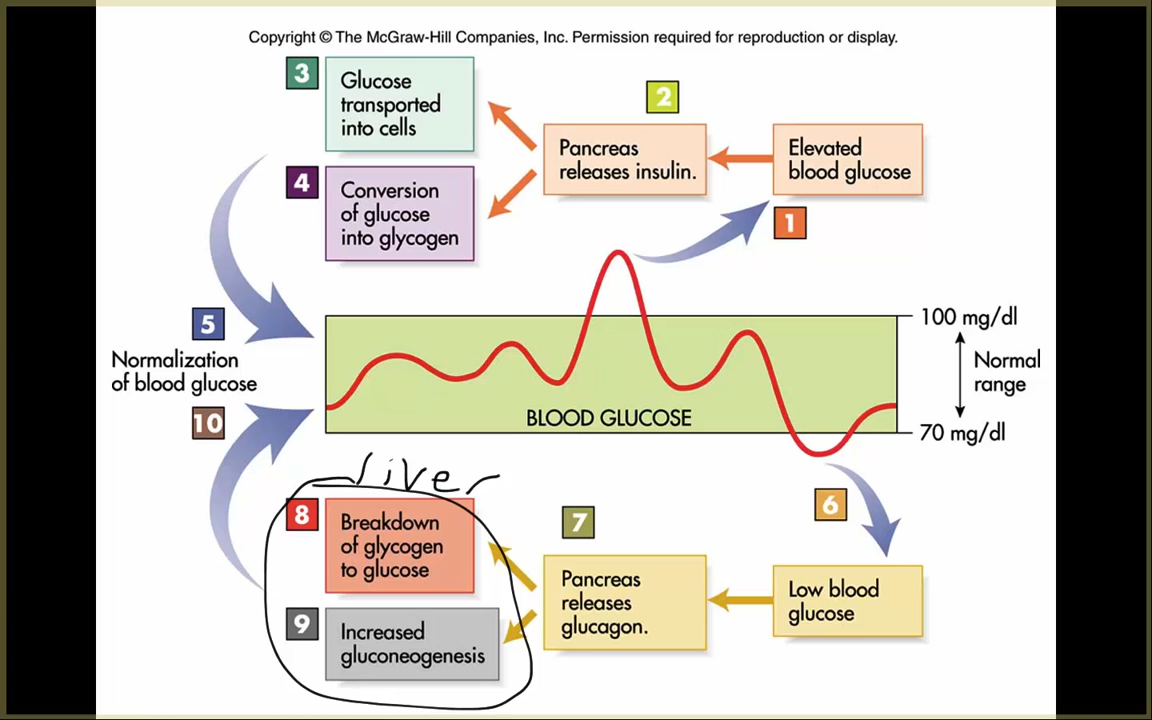 Copyright © The McGraw-Hill Companies, Inc. Permission required for reproduction or display.
3
Glucose
transported
into cells
2
Pancreas
releases insulin.
Elevated
blood glucose
1
4
Conversion
of glucose
into glycogen
5
Normalization
of blood glucose
10
100 mg/dl
Normal
range
70 mg/dl
BLOOD GLUCOSE
liver
8
Breakdown
of glycogen
to glucose
9
Increased
gluconeogenesis
7
Pancreas
releases
glucagon.
6
Low blood
glucose